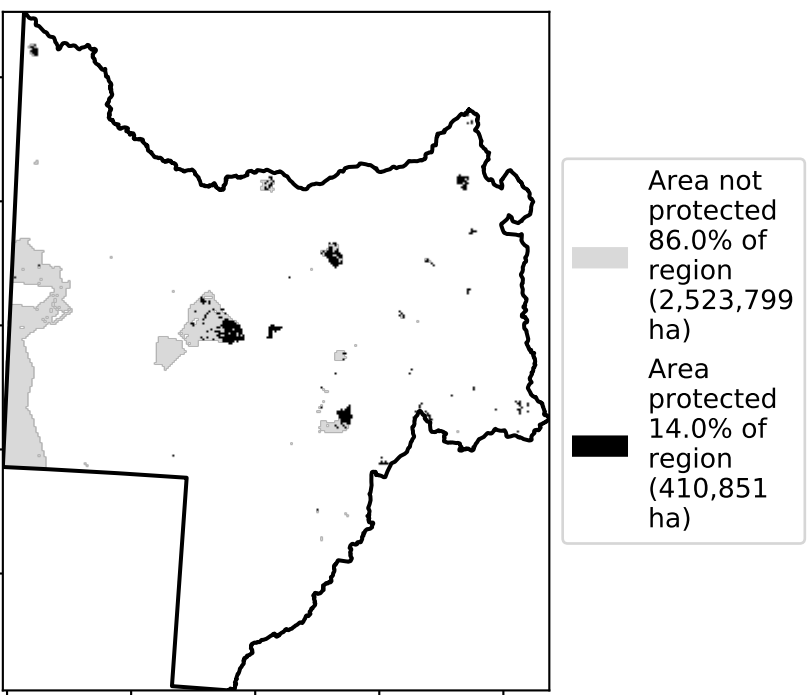 Area not
protected
86.0% of
region
(2,523,799
ha)
Area
protected
14.0% of
region
(410,851
ha)